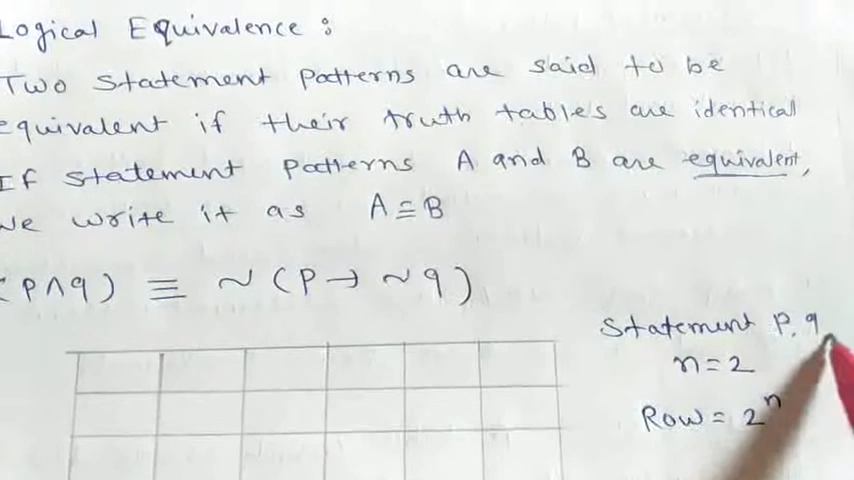 Logical Equivalence :
Two statement patterns are said to be
equivalent if their truth tables are identical
If statement patterns A and B are equivalent,
we write it as A ≡ B
(p∧q) ≡ ~(p → ~q)
Statement p, q
n = 2
Row = 2ⁿ